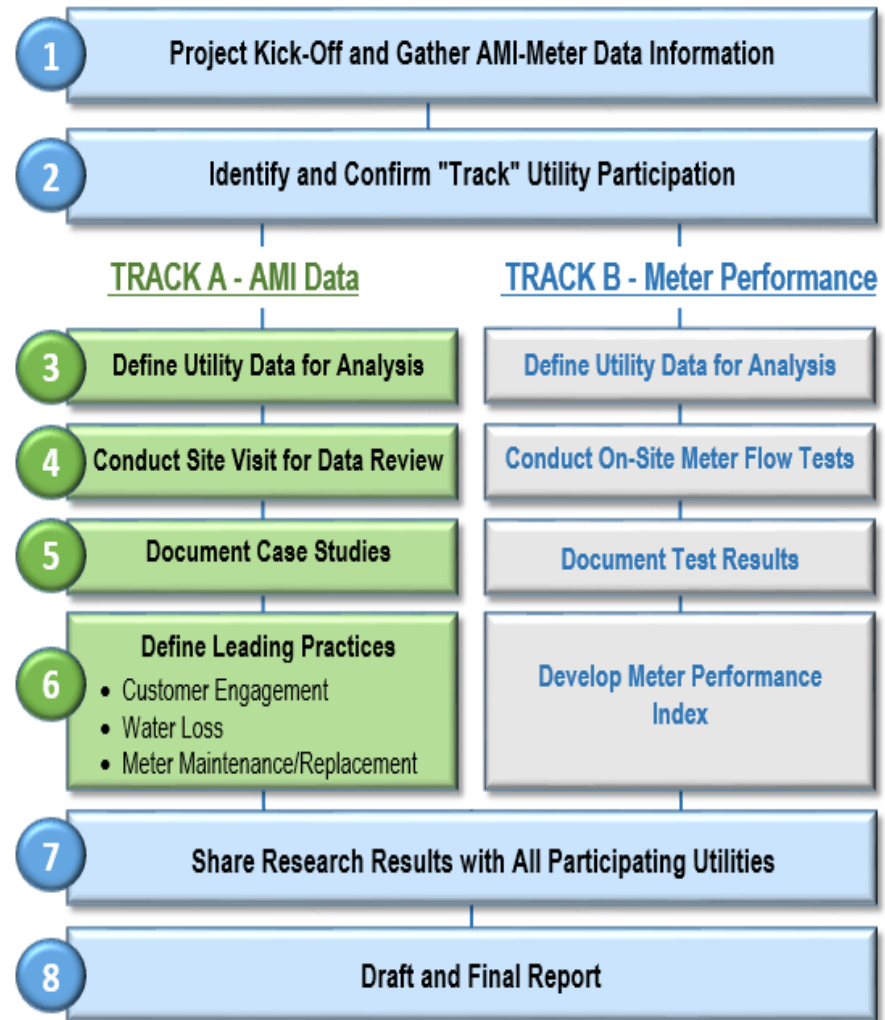 1
Project Kick-Off and Gather AMI-Meter Data Information
2
Identify and Confirm "Track" Utility Participation
TRACK A - AMI Data
TRACK B - Meter Performance
3
Define Utility Data for Analysis
Define Utility Data for Analysis
4
Conduct Site Visit for Data Review
Conduct On-Site Meter Flow Tests
5
Document Case Studies
Document Test Results
6
Define Leading Practices
• Customer Engagement
• Water Loss
• Meter Maintenance/Replacement
Develop Meter Performance
Index
7
Share Research Results with All Participating Utilities
8
Draft and Final Report